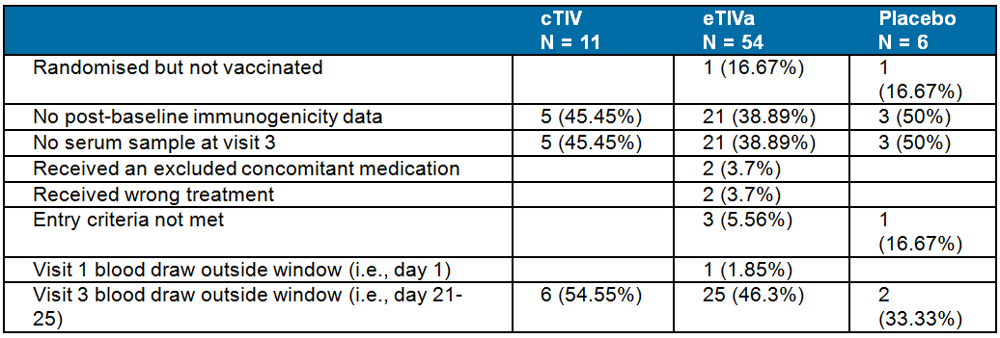 cTIV eTIVa Placebo
N = 11 N = 54 N = 6
Randomised but not vaccinated 1 (16.67%) 1
(16.67%)
No post-baseline immunogenicity data 5 (45.45%) 21 (38.89%) 3 (50%)
No serum sample at visit 3 5 (45.45%) 21 (38.89%) 3 (50%)
Received an excluded concomitant medication 2 (3.7%)
Received wrong treatment 2 (3.7%)
Entry criteria not met 3 (5.56%) 1
(16.67%)
Visit 1 blood draw outside window (i.e., day 1) 1 (1.85%)
Visit 3 blood draw outside window (i.e., day 21- 6 (54.55%) 25 (46.3%) 2
25) (33.33%)